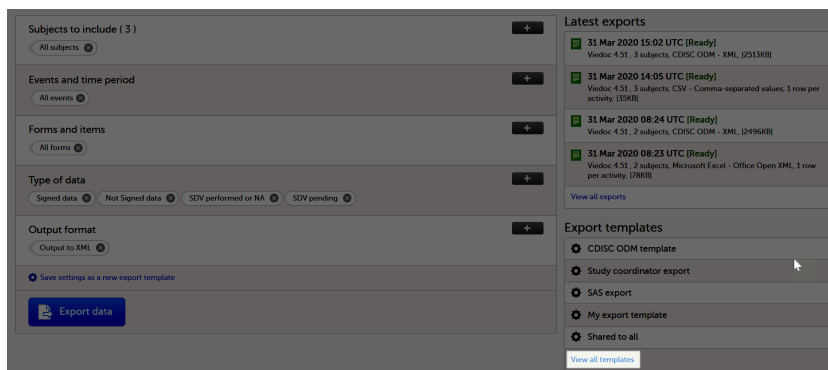 Subjects to include ( 3 )
All subjects
Events and time period
All events
Forms and items
All forms
Type of data
Signed data
Not Signed data
SDV performed or NA
SDV pending
Output format
Output to XML
Save settings as a new export template
Export data
Latest exports
31 Mar 2020 15:02 UTC [Ready]
Viedoc 4.51 , 3 subjects, CDISC ODM - XML, [2513KB]
31 Mar 2020 14:05 UTC [Ready]
Viedoc 4.51 , 3 subjects, CSV - Comma-separated values, 1 row per
activity, [35KB]
31 Mar 2020 08:24 UTC [Ready]
Viedoc 4.51 , 2 subjects, CDISC ODM - XML, [2496KB]
31 Mar 2020 08:23 UTC [Ready]
Viedoc 4.51 , 2 subjects, Microsoft Excel - Office Open XML, 1 row
per activity, [78KB]
View all exports
Export templates
CDISC ODM template
Study coordinator export
SAS export
My export template
Shared to all
View all templates